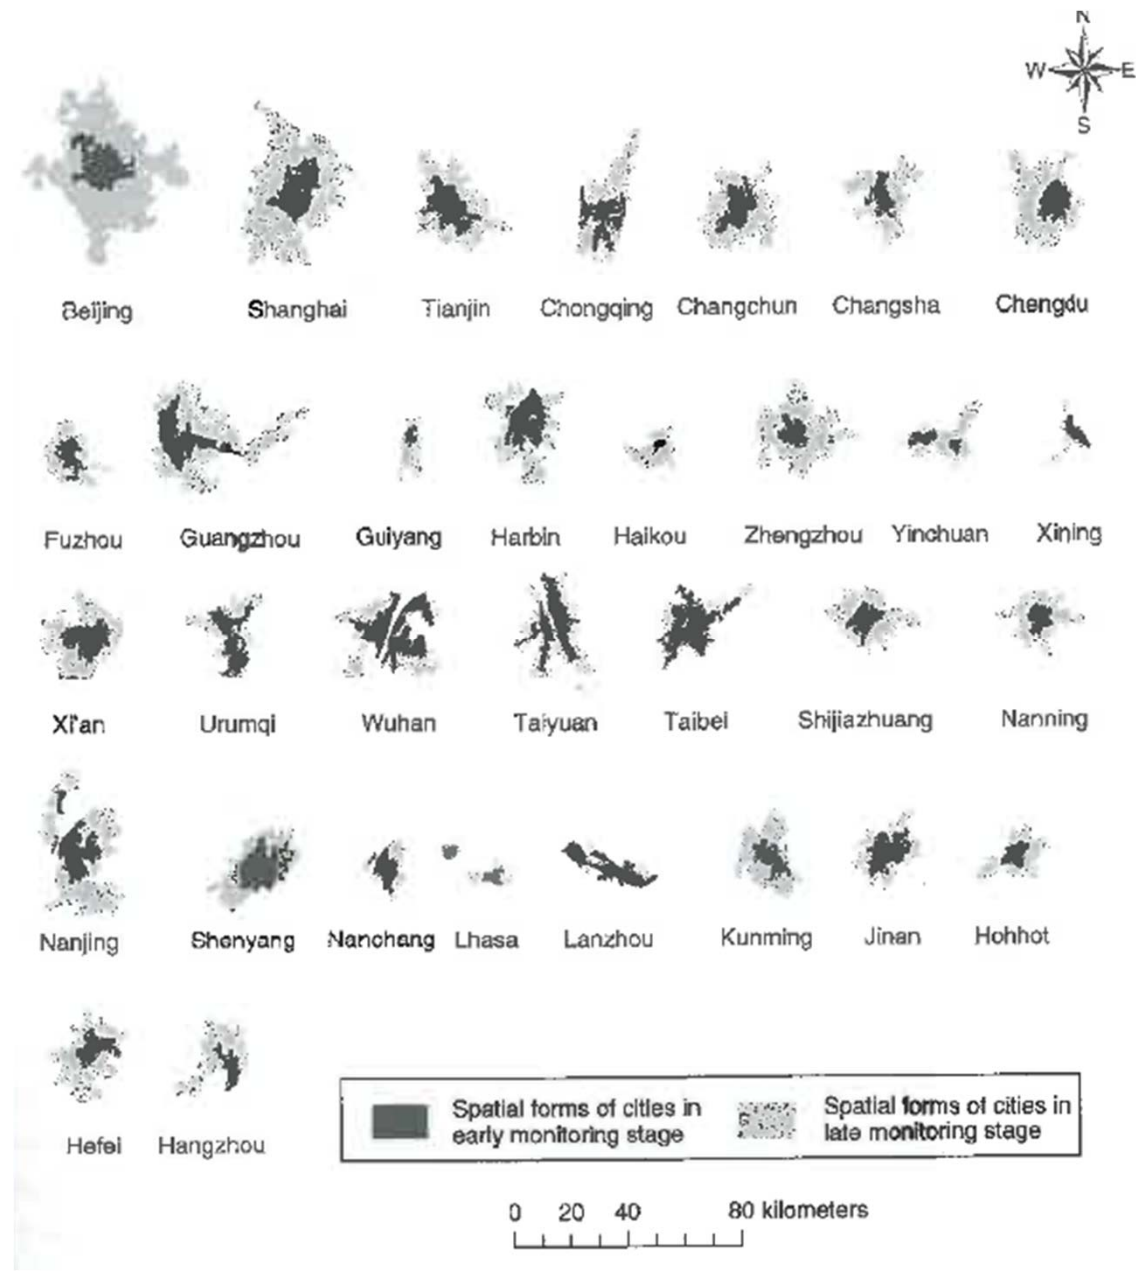 N
W E
S
Beijing Shanghai Tianjin Chongqing Changchun Changsha Chengdu
Fuzhou Guangzhou Guiyang Harbin Haikou Zhengzhou Yinchuan Xining
Xi'an Urumqi Wuhan Taiyuan Taibei Shijiazhuang Nanning
Nanjing Shenyang Nanchang Lhasa Lanzhou Kunming Jinan Hohhot
Hefei Hangzhou
Spatial forms of cities in
early monitoring stage
Spatial forms of cities in
late monitoring stage
0 20 40 80 kilometers